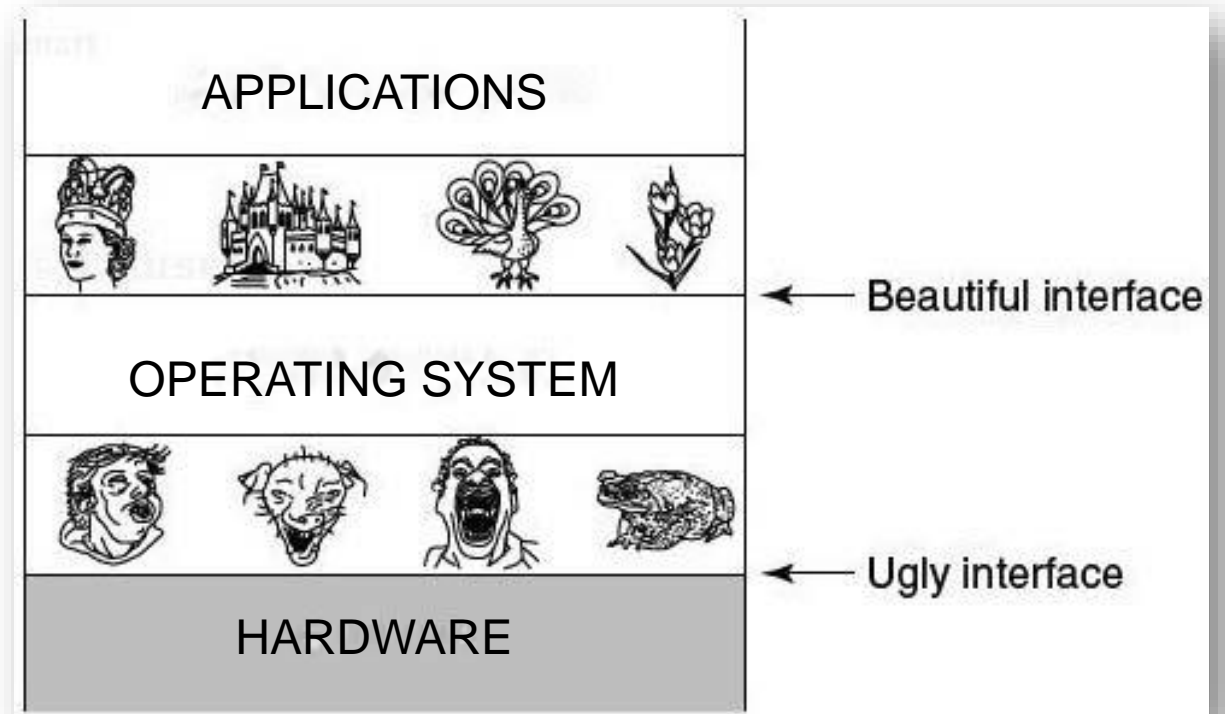 APPLICATIONS
Beautiful interface
OPERATING SYSTEM
Ugly interface
HARDWARE